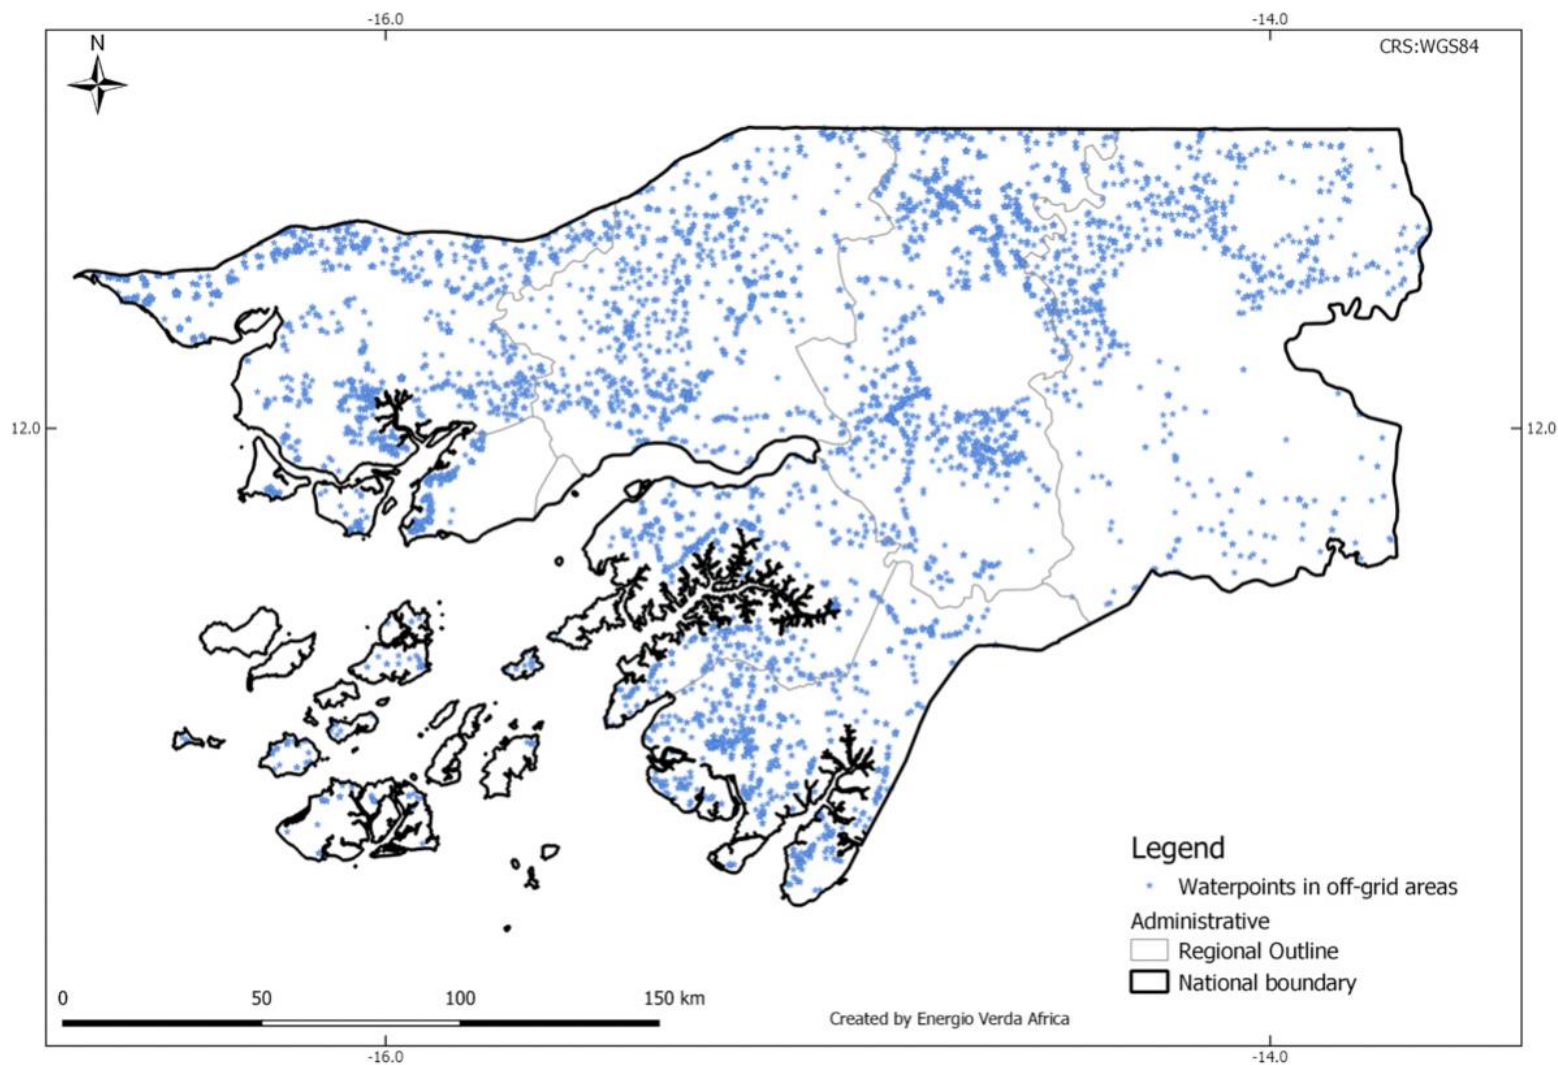 -16.0
-14.0
CRS:WGS84
N
12.0
12.0
Legend
Waterpoints in off-grid areas
Administrative
Regional Outline
National boundary
0 50 100 150 km
Created by Energio Verda Africa
-16.0
-14.0